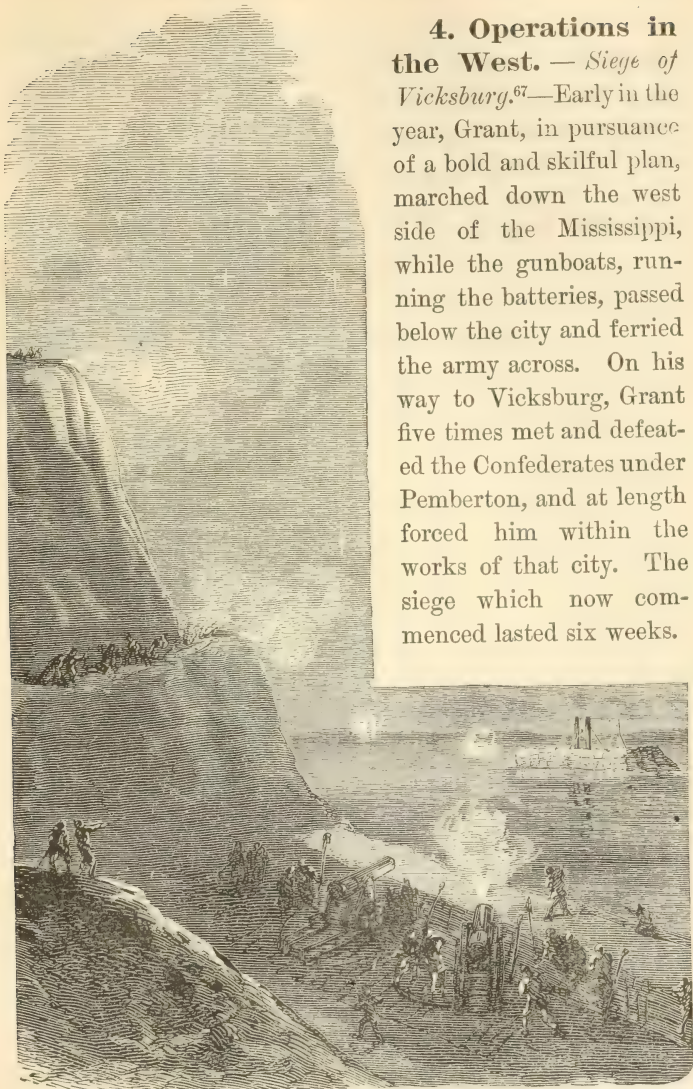 4. Operations in
the West. — Siege of
Vicksburg.⁶⁷—Early in the
year, Grant, in pursuance
of a bold and skilful plan,
marched down the west
side of the Mississippi,
while the gunboats, run-
ning the batteries, passed
below the city and ferried
the army across. On his
way to Vicksburg, Grant
five times met and defeat-
ed the Confederates under
Pemberton, and at length
forced him within the
works of that city. The
siege which now com-
menced lasted six weeks.